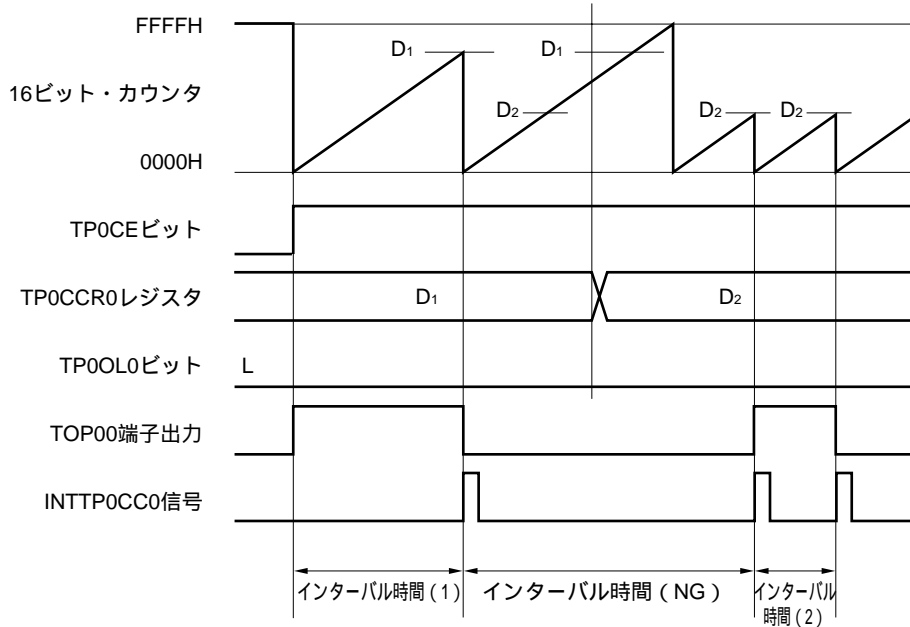 FFFFH
D1
D1
16ビット・カウンタ
D2
D2
D2
0000H
TP0CEビット
TP0CCR0レジスタ
D1
D2
TP0OL0ビット
L
TOP00端子出力
INTTP0CC0信号
インターバル時間(1)
インターバル時間(NG)
インターバル
時間(2)